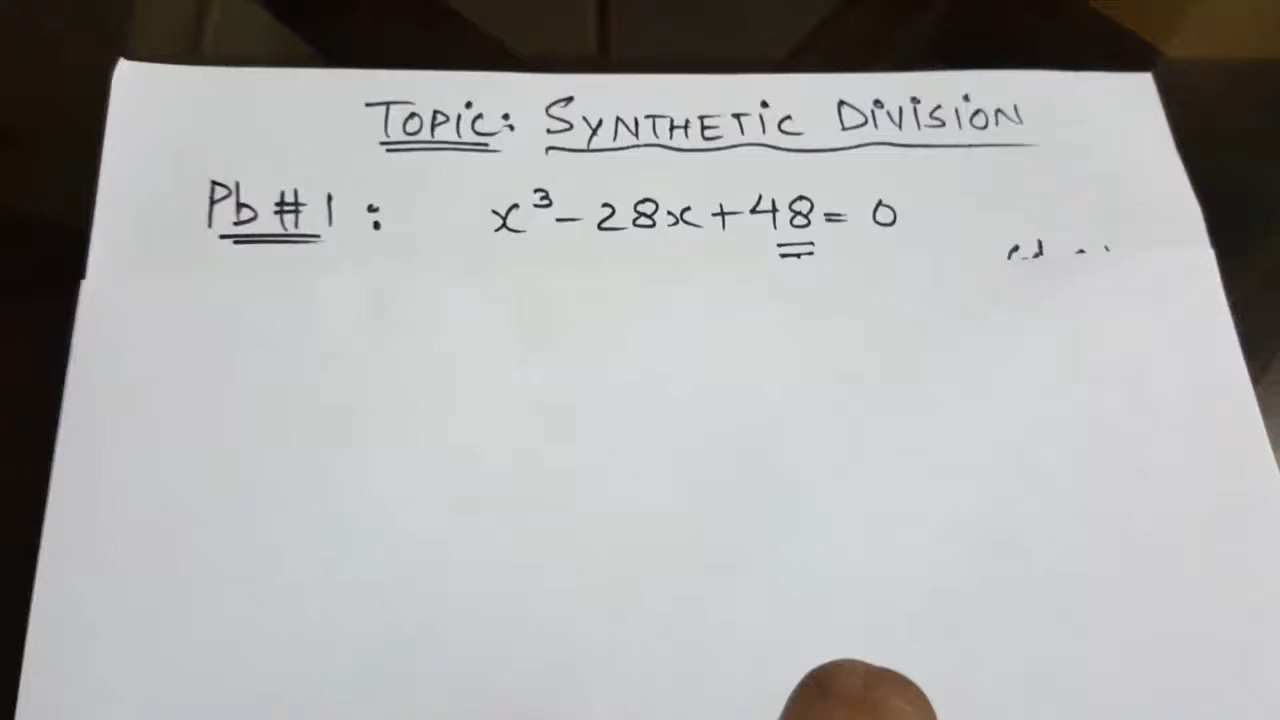 TOPIC: SYNTHETIC DIVISION
Pb # 1 : x³ - 28x + 48 = 0